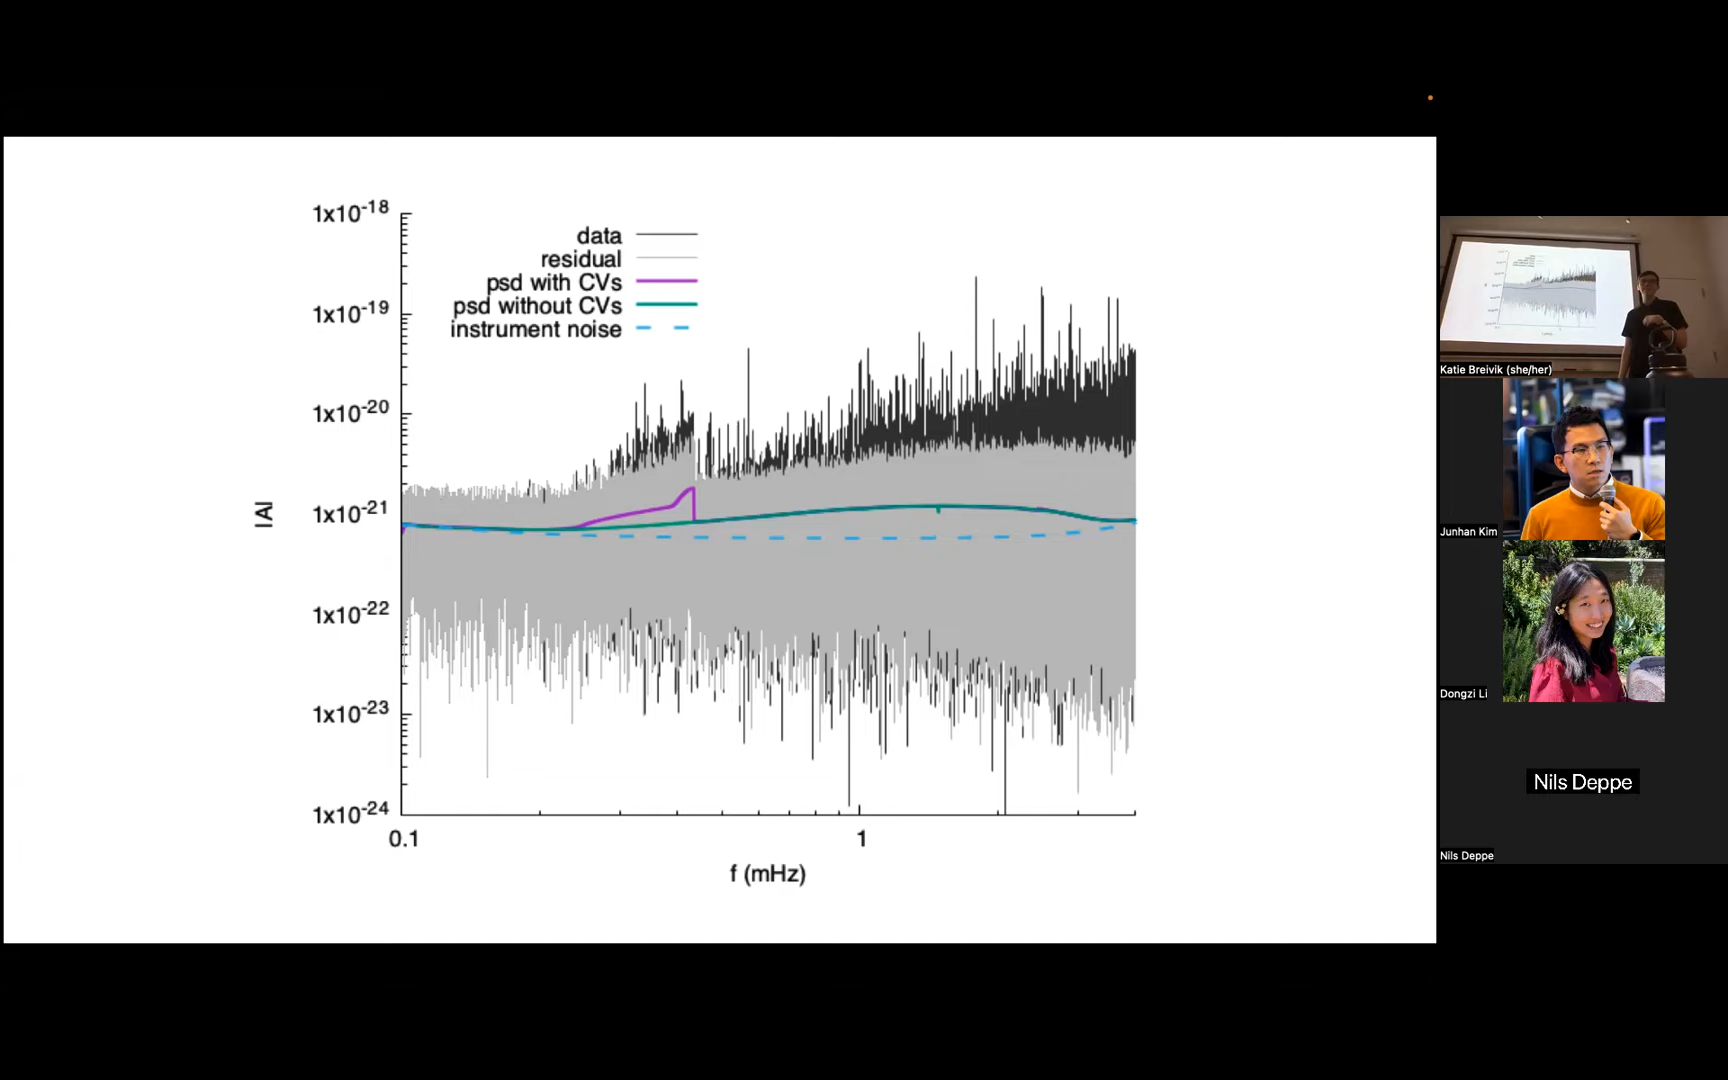 1x10-18
1x10-19
1x10-20
1x10-21
1x10-22
1x10-23
1x10-24
data
residual
psd with CVs
psd without CVs
instrument noise
|A|
0.1
1
f (mHz)
Katie Breivik (she/her)
Junhan Kim
Dongzi Li
Nils Deppe
Nils Deppe